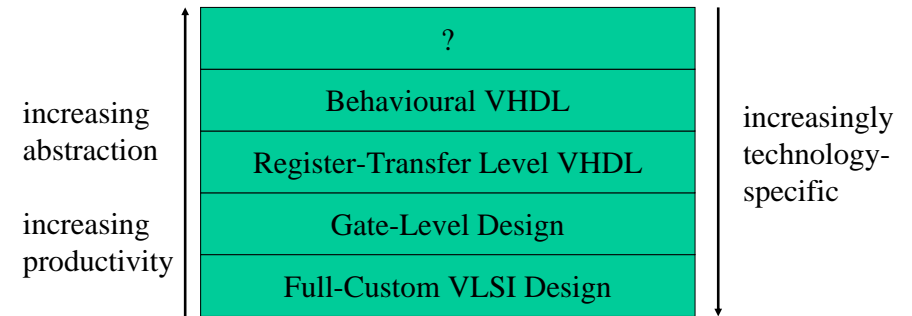 ?
Behavioural VHDL
Register-Transfer Level VHDL
Gate-Level Design
Full-Custom VLSI Design
increasing
abstraction
increasing
productivity
increasingly
technology-
specific